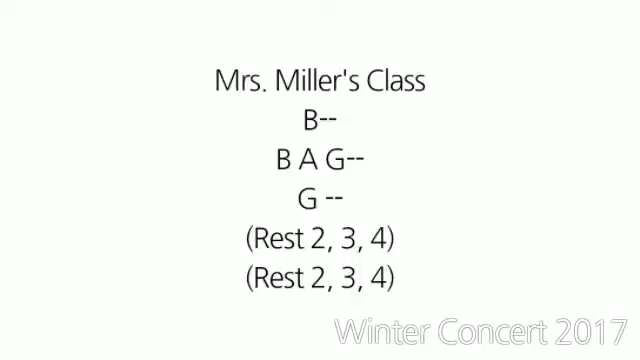 Mrs. Miller's Class
B--
B A G--
G --
(Rest 2, 3, 4)
(Rest 2, 3, 4)
Winter Concert 2017